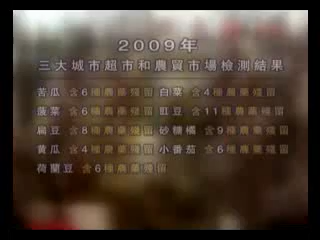 2009年
三大城市超市和農貿市場檢測結果
苦瓜 含6種農藥殘留 白菜 含4種農藥殘留
菠菜 含6種農藥殘留 豇豆 含11種農藥殘留
扁豆 含8種農藥殘留 砂糖橘 含9種農藥殘留
黃瓜 含4種農藥殘留 小番茄 含6種農藥殘留
荷蘭豆 含6種農藥殘留